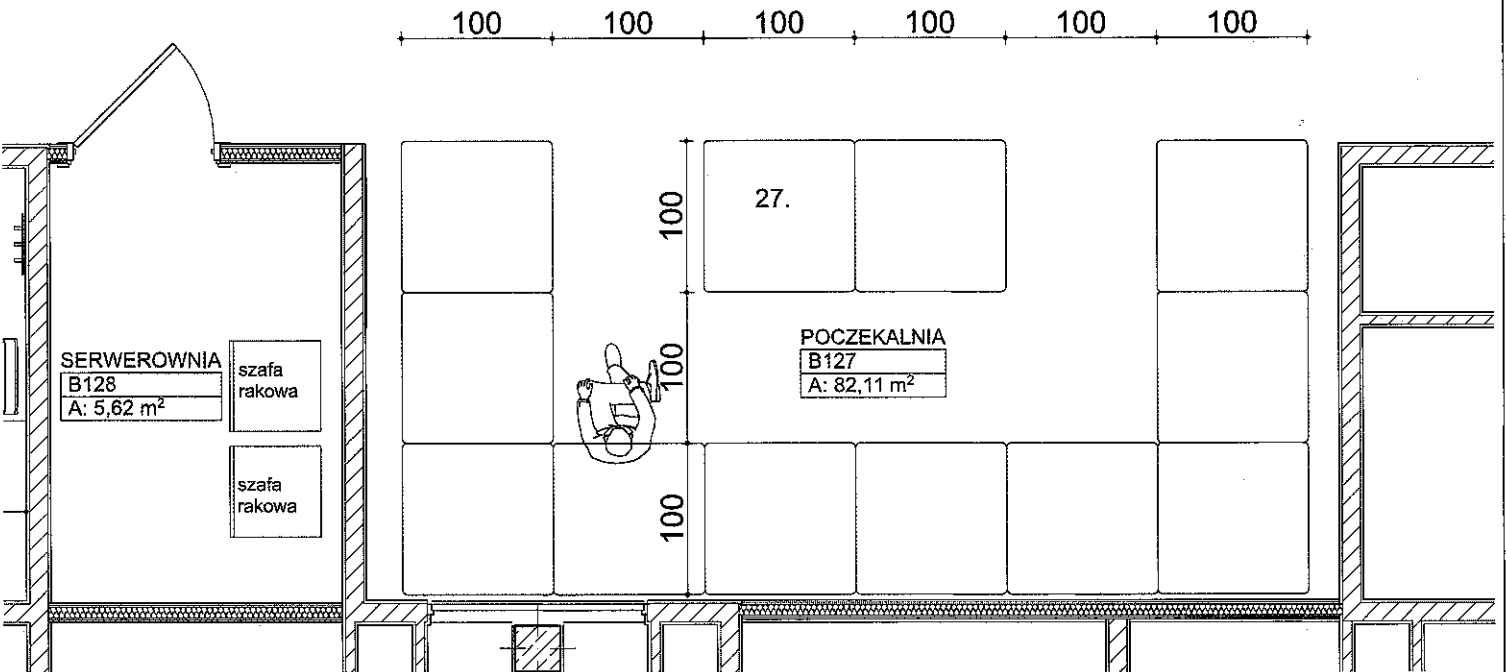 100 100 100 100 100 100
100
27.
100
100
SERWEROWNIA
B128
A: 5,62 m²
szafa
rakowa
szafa
rakowa
POCZEKALNIA
B127
A: 82,11 m²